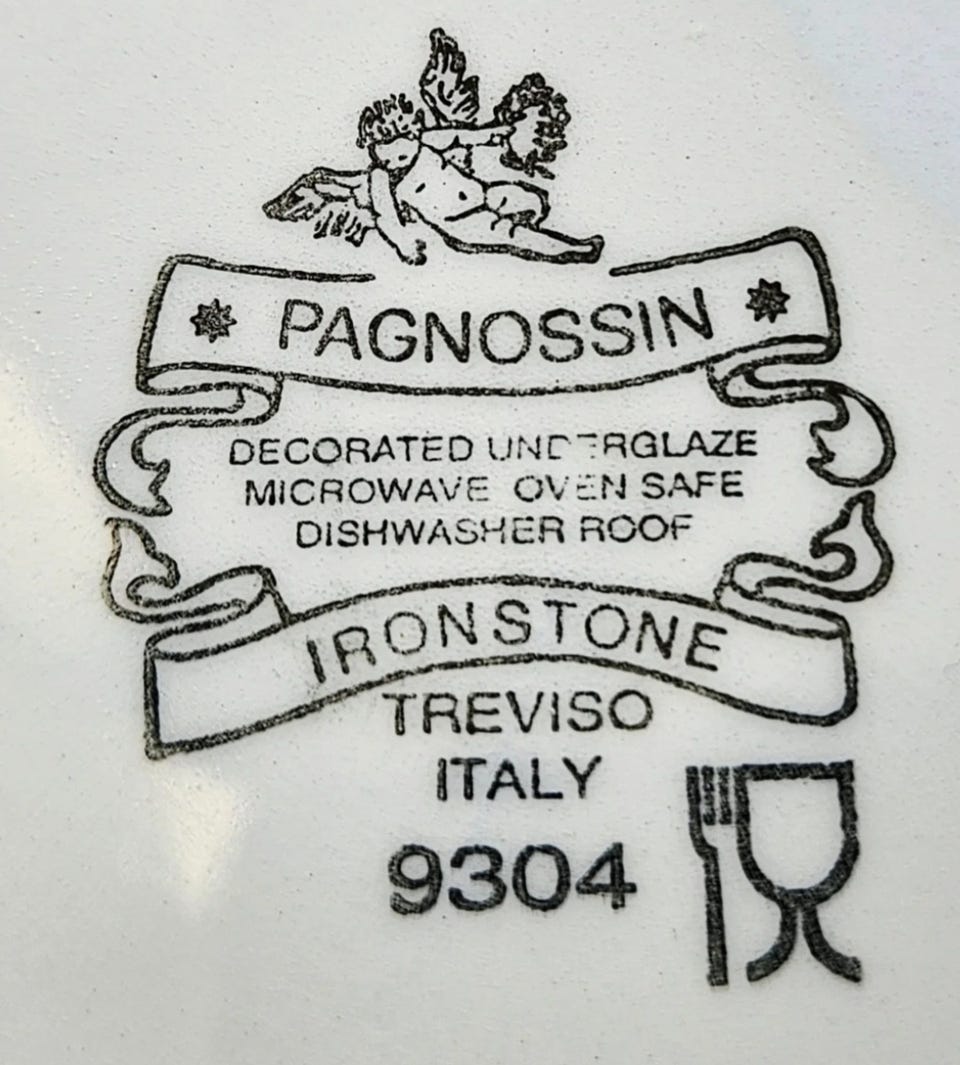 PAGNOSSIN
DECORATED UNDERGLAZE
MICROWAVE OVEN SAFE
DISHWASHER ROOF
IRONSTONE
TREVISO
ITALY
9304